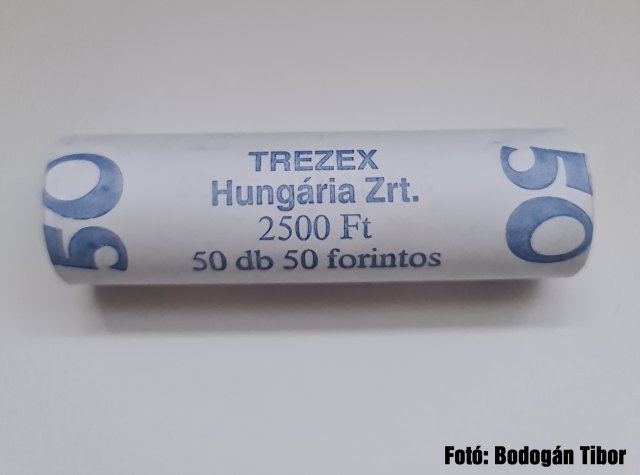 50
TREZEX
Hungária Zrt.
2500 Ft
50 db 50 forintos
50
Fotó: Bodogán Tibor